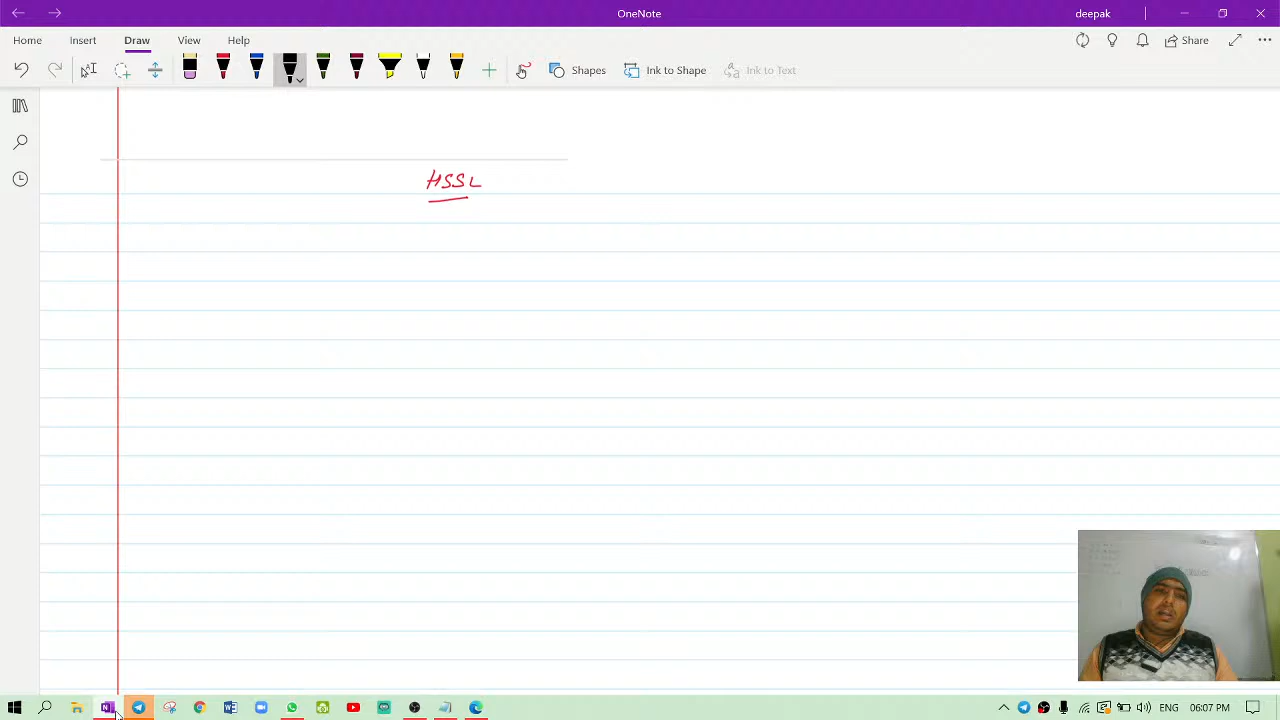 OneNote
deepak
Home Insert Draw View Help
Share
Shapes Ink to Shape Ink to Text
HSSL
ENG 06:07 PM